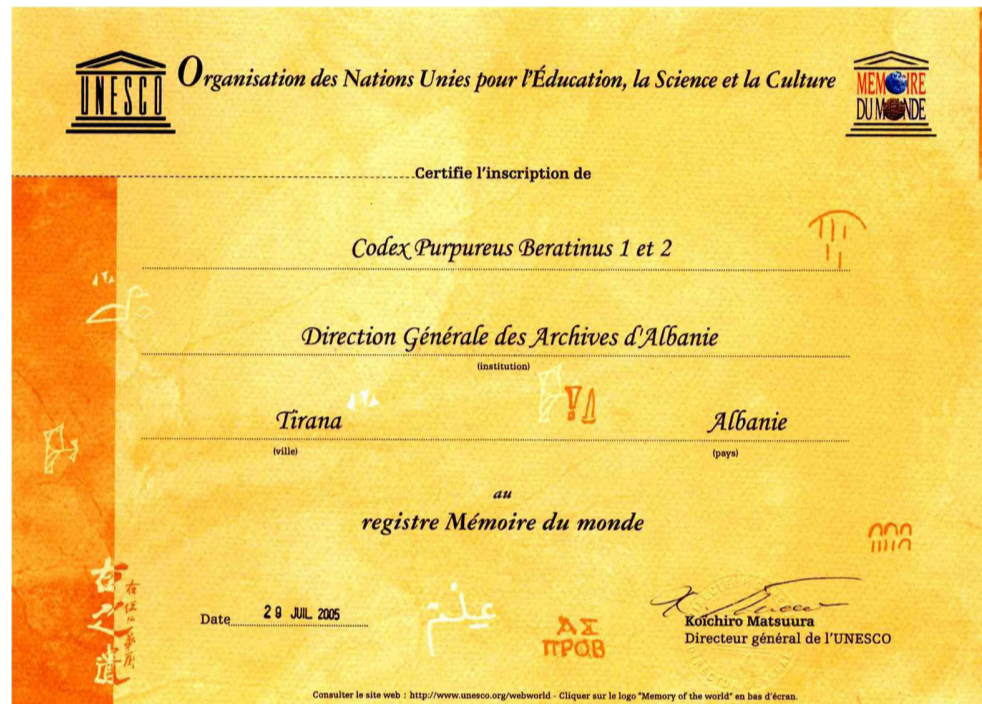 UNESCO
Organisation des Nations Unies pour l'Éducation, la Science et la Culture
MEMOIRE
DU MONDE
Certifie l'inscription de
Codex Purpureus Beratinus 1 et 2
Direction Générale des Archives d'Albanie
(institution)
Tirana Albanie
(ville) (pays)
au
registre Mémoire du monde
Date 29 JUIL 2005
Koïchiro Matsuura
Directeur général de l'UNESCO
ΑΣ
ΠΡΟΒ
Consulter le site web : http://www.unesco.org/webworld - Cliquer sur le logo "Memory of the world" en bas d'écran.